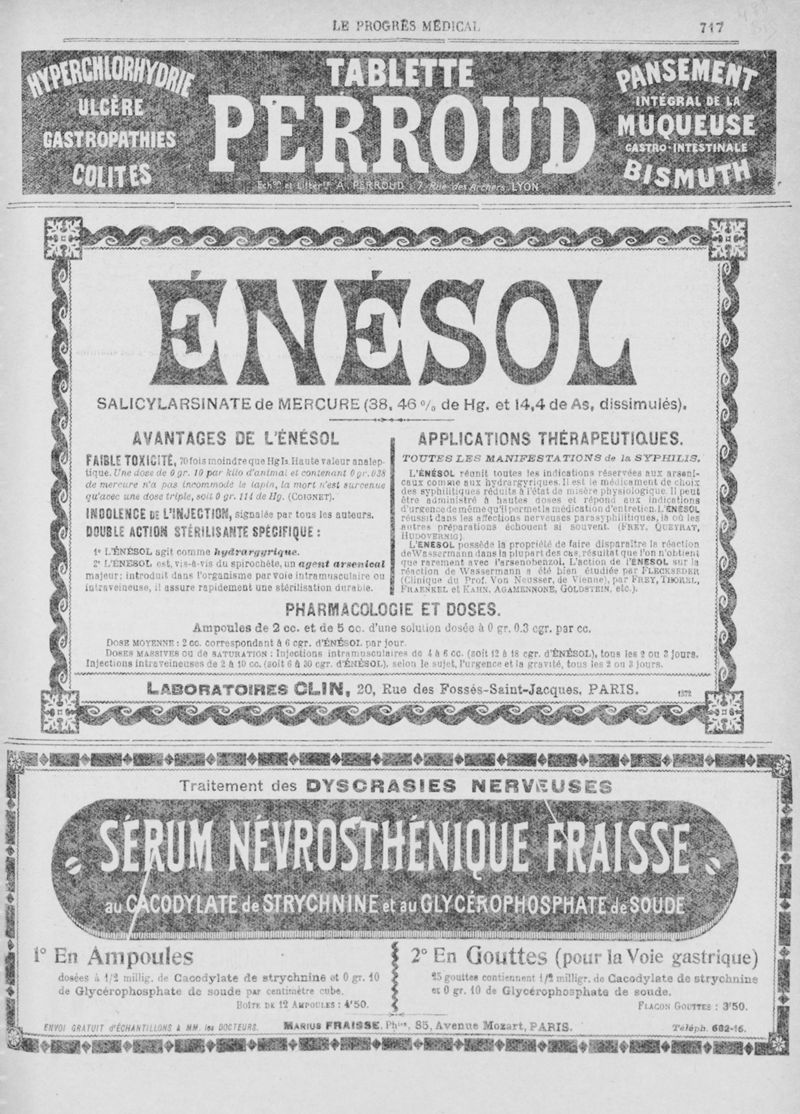 LE PROGRÈS MÉDICAL
717
HYPERCHLORHYDRIE
ULCÈRE
GASTROPATHIES
COLITES
TABLETTE
PERROUD
Echons et Littérre A. PERROUD : 7, Rue des Archers, LYON
PANSEMENT
INTÉGRAL DE LA
MUQUEUSE
GASTRO-INTESTINALE
BISMUTH
ÉNÉSOL
SALICYLARSINATE de MERCURE (38, 46 % de Hg. et 14,4 de As, dissimulés).
AVANTAGES DE L'ÉNÉSOL
FAIBLE TOXICITÉ, 70 fois moindre que Hg I2. Haute valeur analep-
tique. Une dose de 0 gr. 10 par kilo d'animal et contenant 0 gr. 038
de mercure n'a pas incommodé le lapin, la mort n'est survenue
qu'avec une dose triple, soit 0 gr. 114 de Hg. (COIGNET).
INDOLENCE DE L'INJECTION, signalée par tous les auteurs.
DOUBLE ACTION STÉRILISANTE SPÉCIFIQUE :
1° L'ÉNÉSOL agit comme hydrargyrique.
2° L'ÉNÉSOL est, vis-à-vis du spirochète, un agent arsenical
majeur; introduit dans l'organisme par voie intramusculaire ou
intraveineuse, il assure rapidement une stérilisation durable.
APPLICATIONS THÉRAPEUTIQUES.
TOUTES LES MANIFESTATIONS de la SYPHILIS.
L'ÉNÉSOL réunit toutes les indications réservées aux arseni-
caux comme aux hydrargyriques. Il est le médicament de choix
des syphilitiques réduits à l'état de misère physiologique. Il peut
être administré à hautes doses et répond aux indications
d'urgence de même qu'il permet la médication d'entretien. L'ÉNÉSOL
réussit dans les affections nerveuses parasyphilitiques, là où les
autres préparations échouent si souvent. (FREY, QUEYRAT,
HUDOVERNIG)
L'ÉNÉSOL possède la propriété de faire disparaître la réaction
de Wassermann dans la plupart des cas, résultat que l'on n'obtient
que rarement avec l'arsenobenzol. L'action de l'ÉNÉSOL sur la
réaction de Wassermann a été bien étudiée par FLECKSEDER
(Clinique du Prof. Von Neusser, de Vienne), par FREY, THOREL,
FRAENKEL et KAHN, AGAMENNONE, GOLDSTEIN, etc.).
PHARMACOLOGIE ET DOSES.
Ampoules de 2 cc. et de 5 cc. d'une solution dosée à 0 gr. 0.3 cgr. par cc.
DOSE MOYENNE : 2 cc. correspondant à 6 cgr. d'ÉNÉSOL par jour.
DOSES MASSIVES ou de SATURATION : Injections intramusculaires de 4 à 6 cc. (soit 12 à 18 cgr. d'ÉNÉSOL), tous les 2 ou 3 jours.
Injections intraveineuses de 2 à 10 cc. (soit 6 à 30 cgr. d'ÉNÉSOL), selon le sujet, l'urgence et la gravité, tous les 2 ou 3 jours.
LABORATOIRES CLIN, 20, Rue des Fossés-Saint-Jacques, PARIS.
1372
Traitement des DYSCRASIES NERVEUSES
SÉRUM NÉVROSTHÉNIQUE FRAISSE
au CACODYLATE de STRYCHNINE et au GLYCÉROPHOSPHATE de SOUDE
1° En Ampoules
dosées à 1/2 millig. de Cacodylate de strychnine et 0 gr. 10
de Glycérophosphate de soude par centimètre cube.
BOÎTE DE 12 AMPOULES : 4'50.
2° En Gouttes (pour la Voie gastrique)
25 gouttes contiennent 1/2 milligr. de Cacodylate de strychnine
et 0 gr. 10 de Glycérophosphate de soude.
FLACON GOUTTES : 3'50.
ENVOI GRATUIT d'ÉCHANTILLONS à MM. les DOCTEURS.
MARIUS FRAISSE, Phen, 85, Avenue Mozart, PARIS.
Téléph. 682-16.